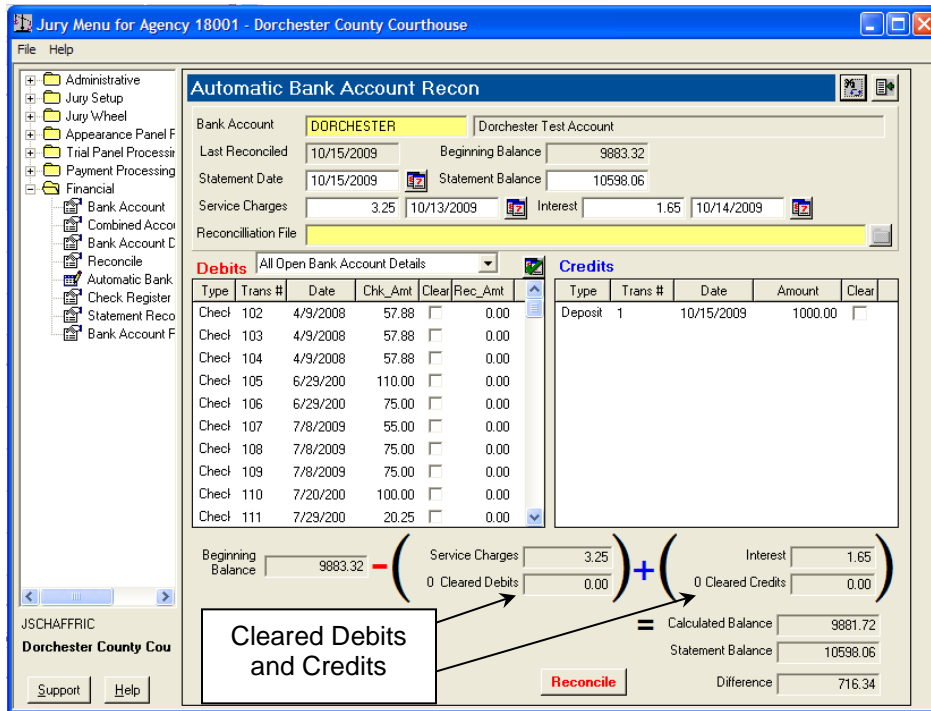 Jury Menu for Agency 18001 - Dorchester County Courthouse
File Help
Administrative
Jury Setup
Jury Wheel
Appearance Panel F
Trial Panel Processir
Payment Processing
Financial
Bank Account
Combined Accou
Bank Account D
Reconcile
Automatic Bank
Check Register
Statement Reco
Bank Account F
JSCHAFFRIC
Dorchester County Cou
Support Help
Automatic Bank Account Recon
Bank Account DORCHESTER Dorchester Test Account
Last Reconciled 10/15/2009 Beginning Balance 9883.32
Statement Date 10/15/2009 Statement Balance 10598.06
Service Charges 3.25 10/13/2009 Interest 1.65 10/14/2009
Reconcilliation File
Debits All Open Bank Account Details Credits
Type Trans # Date Chk_Amt Clear Rec_Amt
Checl 102 4/9/2008 57.88 0.00
Checl 103 4/9/2008 57.88 0.00
Checl 104 4/9/2008 57.88 0.00
Checl 105 6/29/200 110.00 0.00
Checl 106 6/29/200 75.00 0.00
Checl 107 7/8/2009 55.00 0.00
Checl 108 7/8/2009 75.00 0.00
Checl 109 7/8/2009 75.00 0.00
Checl 110 7/20/200 100.00 0.00
Checl 111 7/29/200 20.25 0.00
Type Trans # Date Amount Clear
Deposit 1 10/15/2009 1000.00
Beginning Balance 9883.32 - ( Service Charges 3.25 ) + ( Interest 1.65 )
0 Cleared Debits 0.00 0 Cleared Credits 0.00
Cleared Debits
and Credits
= Calculated Balance 9881.72
Statement Balance 10598.06
Reconcile Difference 716.34